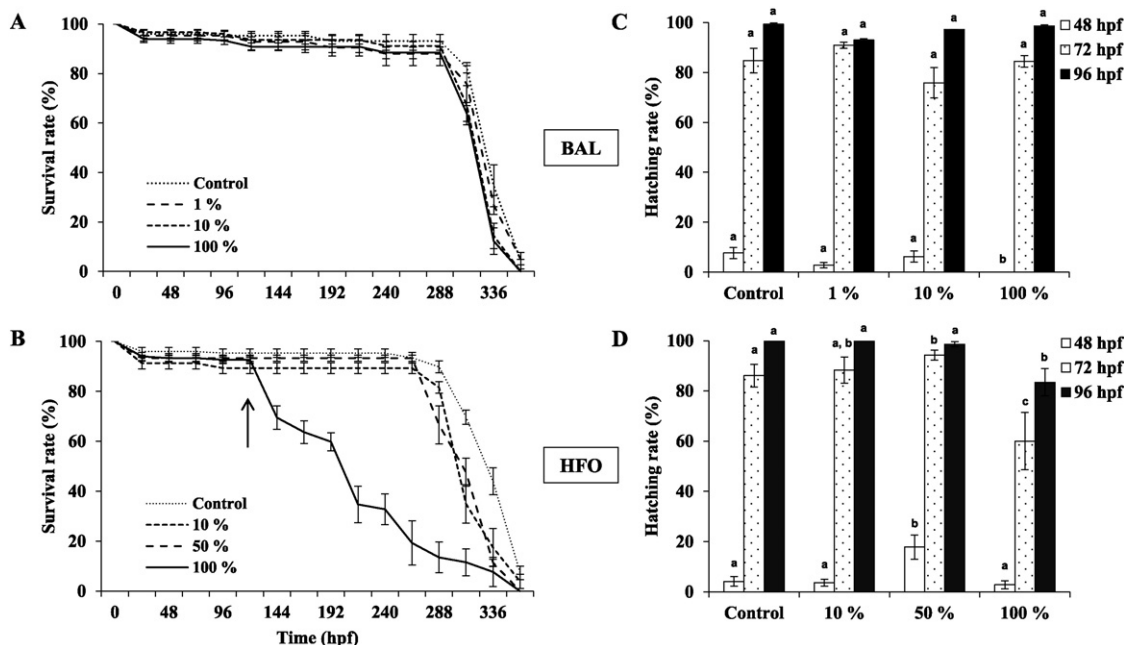 A
Survival rate (%)
100
80
60
40
20
0
Control
1 %
10 %
100 %
0 48 96 144 192 240 288 336
BAL
C
Hatching rate (%)
100
80
60
40
20
0
a a a
a a a
a a a
b a a
48 hpf
72 hpf
96 hpf
Control 1 % 10 % 100 %
B
Survival rate (%)
100
80
60
40
20
0
Control
10 %
50 %
100 %
0 48 96 144 192 240 288 336
Time (hpf)
HFO
D
Hatching rate (%)
100
80
60
40
20
0
a a a
a a, b a
b b a
a c b
48 hpf
72 hpf
96 hpf
Control 10 % 50 % 100 %